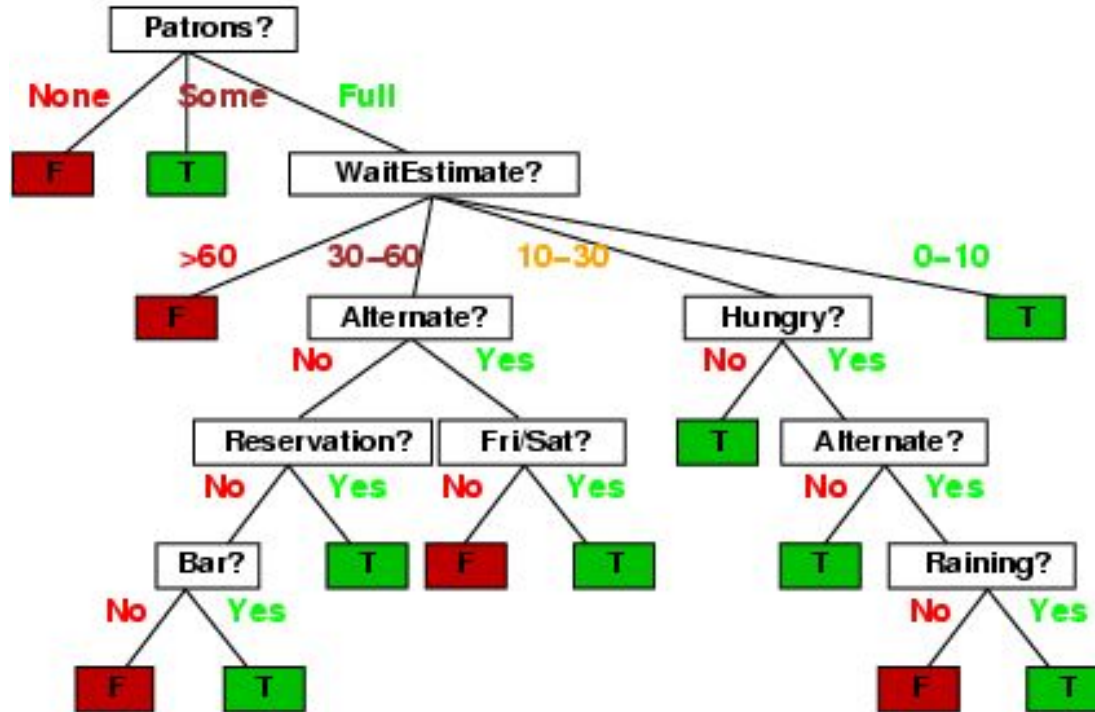 Patrons?
None Some Full
F T WaitEstimate?
>60 30–60 10–30 0–10
F Alternate? Hungry? T
No Yes No Yes
Reservation? Fri/Sat? T Alternate?
No Yes No Yes No Yes
Bar? T F T T Raining?
No Yes No Yes
F T F T